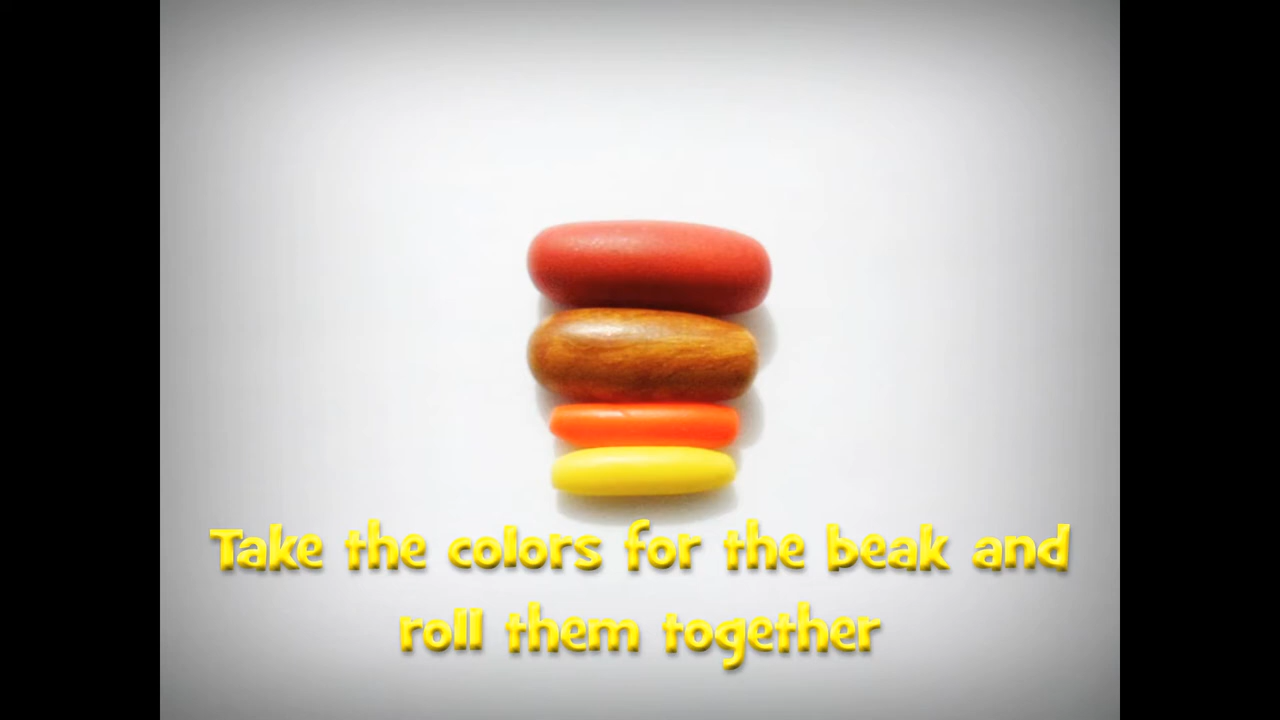 Take the colors for the beak and
roll them together